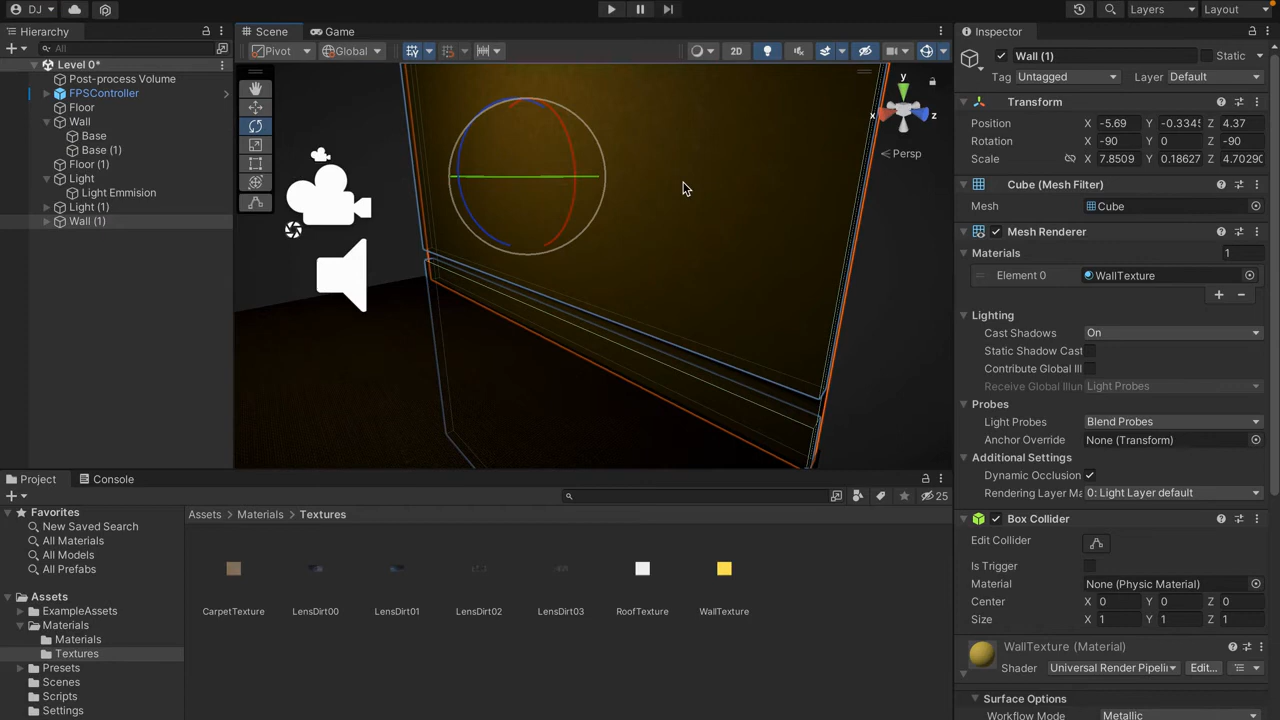 DJ
Layers
Layout
Hierarchy
Scene
Game
Inspector
All
Pivot
Global
2D
Level 0*
Post-process Volume
FPSController
Floor
Wall
Base
Base (1)
Floor (1)
Light
Light Emmision
Light (1)
Wall (1)
y
x
z
Persp
Wall (1)
Static
Tag
Untagged
Layer
Default
Transform
Position
X
-5.69
Y
-0.3345
Z
4.37
Rotation
X
-90
Y
0
Z
-90
Scale
X
7.8509
Y
0.18627
Z
4.70290
Cube (Mesh Filter)
Mesh
Cube
Mesh Renderer
Materials
1
Element 0
WallTexture
Lighting
Cast Shadows
On
Static Shadow Cast
Contribute Global Ill
Receive Global Illum
Light Probes
Probes
Light Probes
Blend Probes
Anchor Override
None (Transform)
Additional Settings
Dynamic Occlusion
Rendering Layer Ma
0: Light Layer default
Box Collider
Edit Collider
Is Trigger
Material
None (Physic Material)
Center
X
0
Y
0
Z
0
Size
X
1
Y
1
Z
1
WallTexture (Material)
Shader
Universal Render Pipeli
Edit...
Surface Options
Workflow Mode
Metallic
Project
Console
25
Favorites
New Saved Search
All Materials
All Models
All Prefabs
Assets
ExampleAssets
Materials
Materials
Textures
Presets
Scenes
Scripts
Settings
Assets
Materials
Textures
CarpetTexture
LensDirt00
LensDirt01
LensDirt02
LensDirt03
RoofTexture
WallTexture